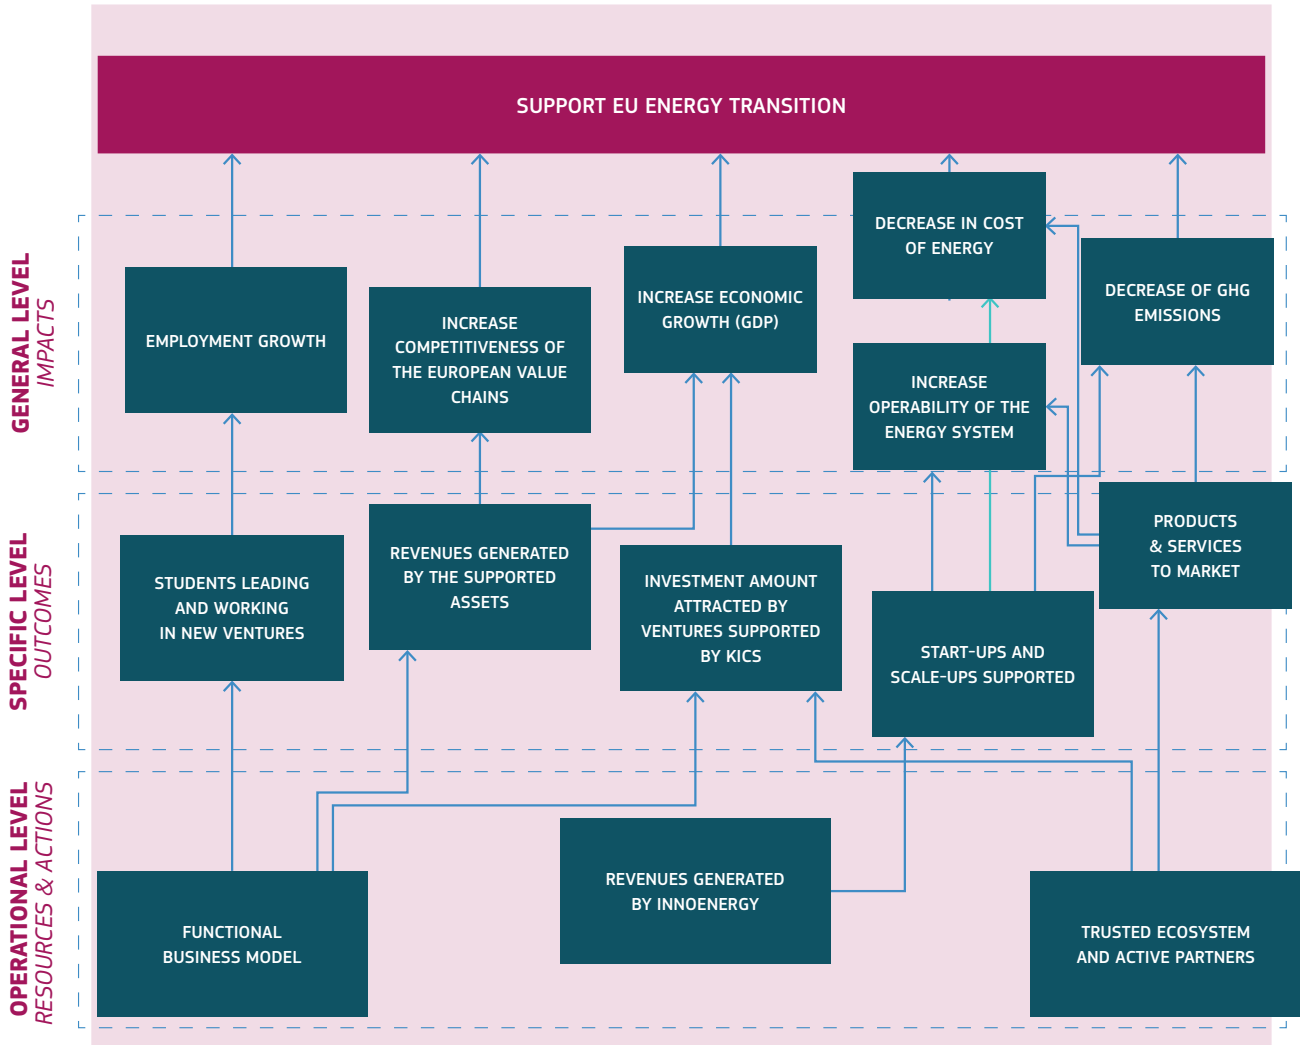 SUPPORT EU ENERGY TRANSITION
GENERAL LEVEL
IMPACTS
EMPLOYMENT GROWTH
INCREASE
COMPETITIVENESS OF
THE EUROPEAN VALUE
CHAINS
INCREASE ECONOMIC
GROWTH (GDP)
DECREASE IN COST
OF ENERGY
INCREASE
OPERABILITY OF THE
ENERGY SYSTEM
DECREASE OF GHG
EMISSIONS
SPECIFIC LEVEL
OUTCOMES
STUDENTS LEADING
AND WORKING
IN NEW VENTURES
REVENUES GENERATED
BY THE SUPPORTED
ASSETS
INVESTMENT AMOUNT
ATTRACTED BY
VENTURES SUPPORTED
BY KICS
START-UPS AND
SCALE-UPS SUPPORTED
PRODUCTS
& SERVICES
TO MARKET
OPERATIONAL LEVEL
RESOURCES & ACTIONS
FUNCTIONAL
BUSINESS MODEL
REVENUES GENERATED
BY INNOENERGY
TRUSTED ECOSYSTEM
AND ACTIVE PARTNERS